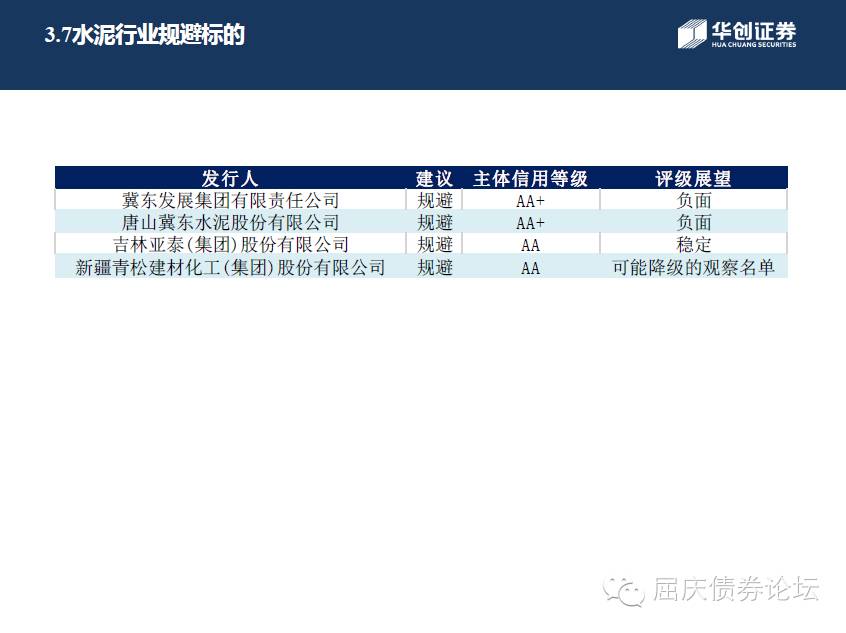 3.7水泥行业规避标的
华创证券
HUA CHUANG SECURITIES
发行人 建议 主体信用等级 评级展望
冀东发展集团有限责任公司 规避 AA+ 负面
唐山冀东水泥股份有限公司 规避 AA+ 负面
吉林亚泰(集团)股份有限公司 规避 AA 稳定
新疆青松建材化工(集团)股份有限公司 规避 AA 可能降级的观察名单
屈庆债券论坛